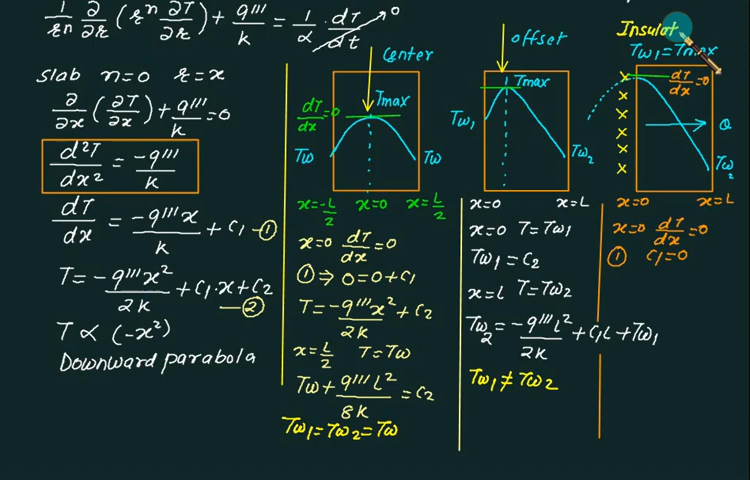 1/rⁿ ∂/∂r (rⁿ ∂T/∂r) + q'''/k = 1/α · dT/dt → 0
slab n=0 r=x
∂/∂x (∂T/∂x) + q'''/k = 0
d²T/dx² = -q'''/k
dT/dx = -q'''x/k + C1 —①
T = -q'''x²/2k + C1.x + C2 —②
T ∝ (-x²)
Downward parabola
center
Tmax
dT/dx = 0
Tw Tw
x=-L/2 x=0 x=L/2
x=0 dT/dx = 0
① ⇒ 0=0+C1
T = -q'''x²/2k + C2
x=L/2 T=Tw
Tw + q'''L²/8k = C2
Tw1 = Tw2 = Tw
offset
Tmax
Tw1
Tw2
x=0 x=L
x=0 T=Tw1
Tw1 = C2
x=L T=Tw2
Tw2 = -q'''L²/2k + C1L + Tw1
Tw1 ≠ Tw2
Insulat
Tw1 = Tmax
dT/dx = 0
Q
Tw2
x=0 x=L
x=0 dT/dx = 0
① C1=0